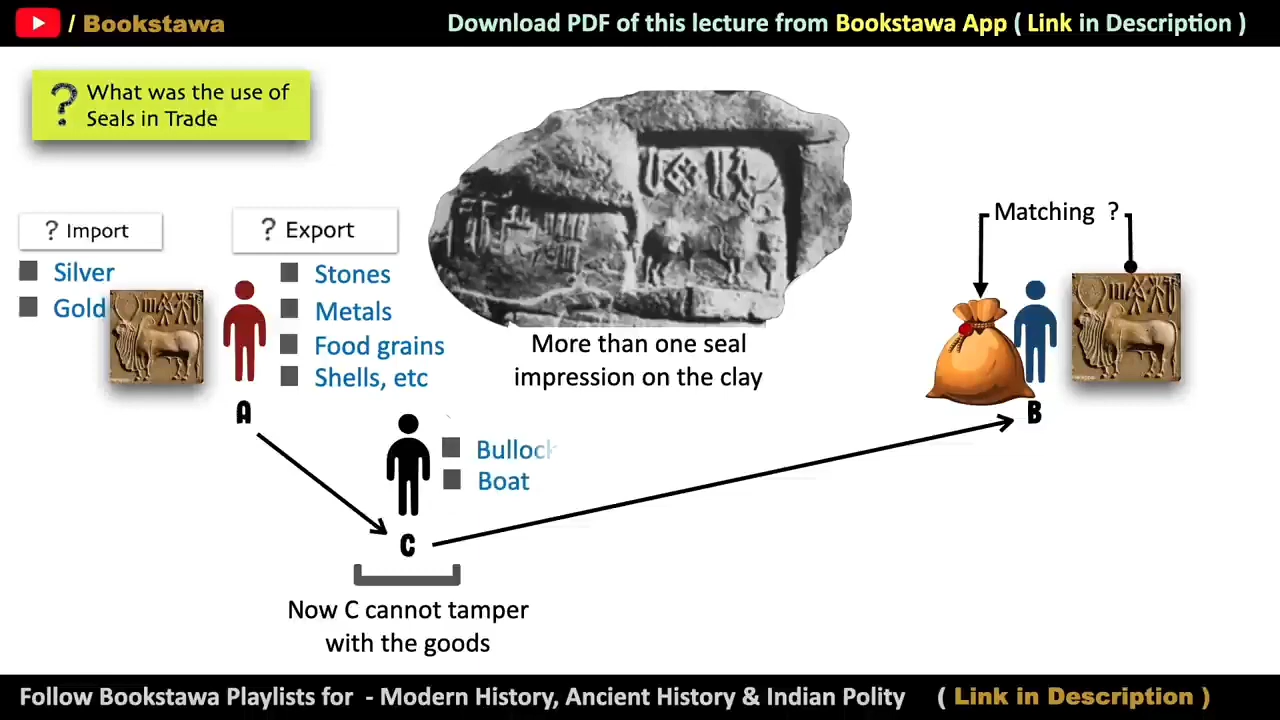 / Bookstawa
Download PDF of this lecture from Bookstawa App ( Link in Description )
? What was the use of
Seals in Trade
? Import
Silver
Gold
? Export
Stones
Metals
Food grains
Shells, etc
A
More than one seal
impression on the clay
Matching ?
B
Bullock
Boat
C
Now C cannot tamper
with the goods
Follow Bookstawa Playlists for - Modern History, Ancient History & Indian Polity ( Link in Description )